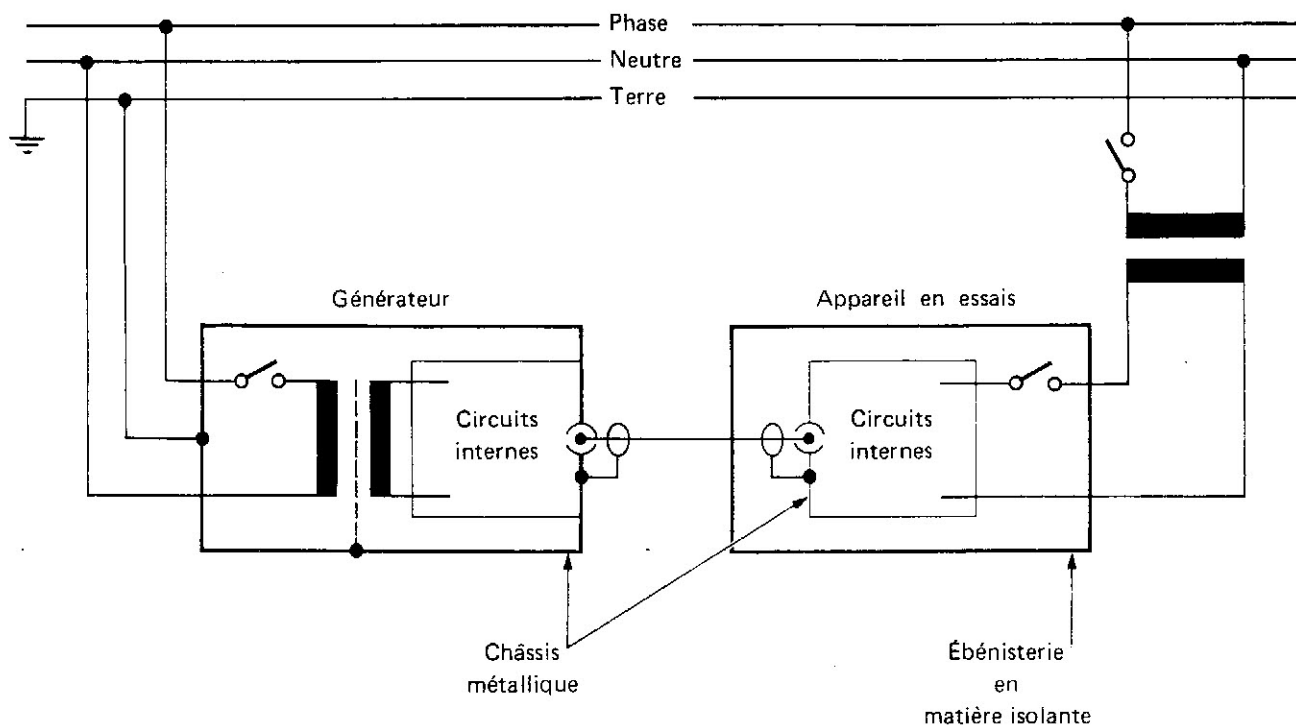 Phase
Neutre
Terre
Générateur
Appareil en essais
Circuits
internes
Circuits
internes
Châssis
métallique
Ébénisterie
en
matière isolante